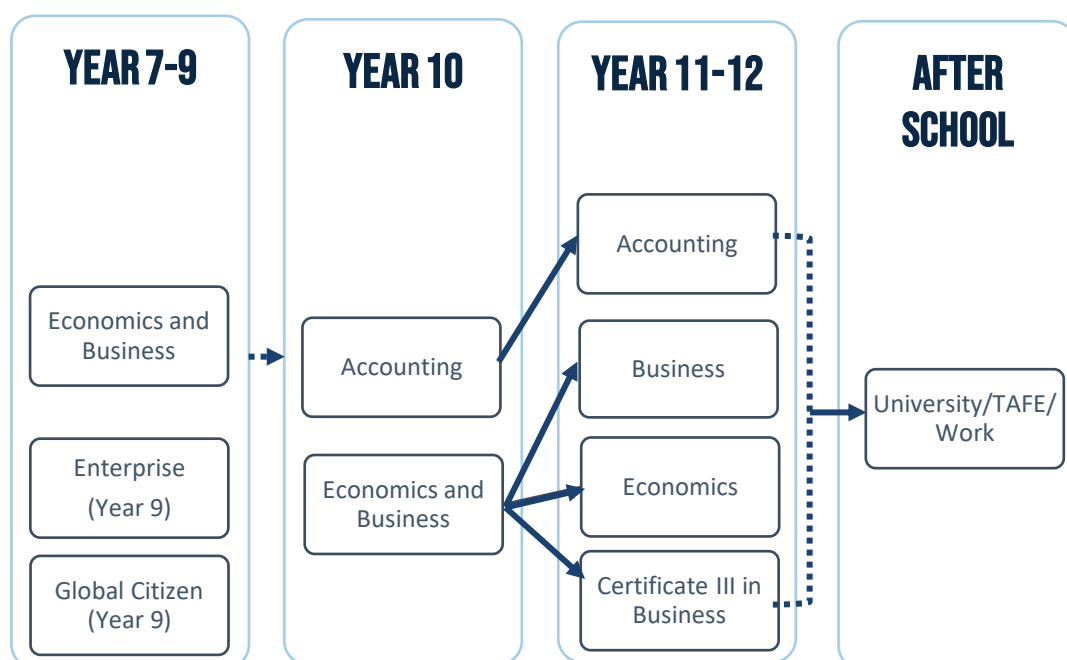 YEAR 7-9
Economics and
Business
Enterprise
(Year 9)
Global Citizen
(Year 9)
YEAR 10
Accounting
Economics and
Business
YEAR 11-12
Accounting
Business
Economics
Certificate III in
Business
AFTER
SCHOOL
University/TAFE/
Work